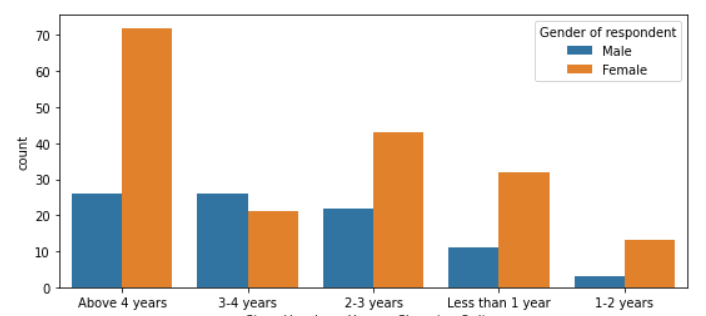 Gender of respondent
Male
Female
count
70
60
50
40
30
20
10
0
Above 4 years
3-4 years
2-3 years
Less than 1 year
1-2 years